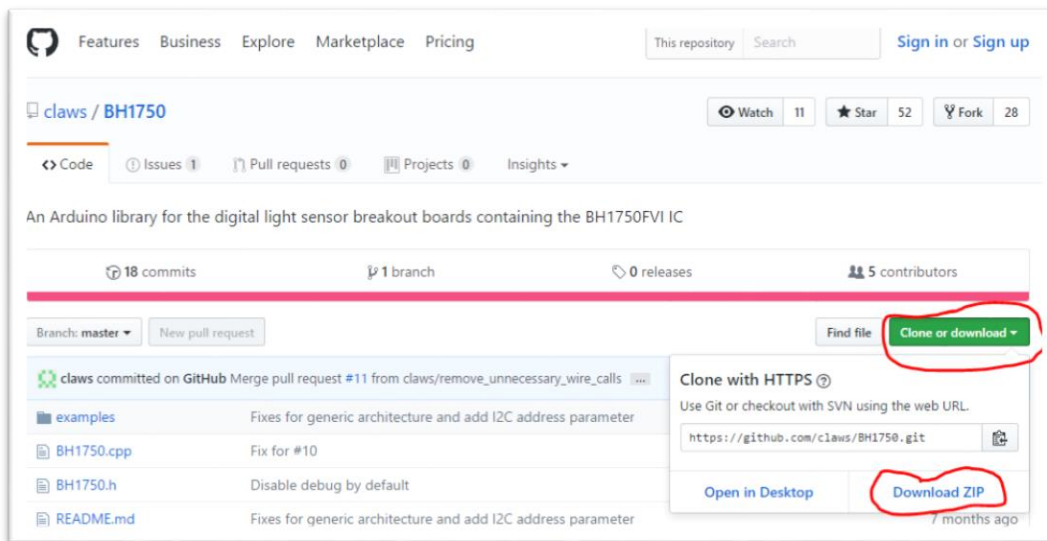 Features Business Explore Marketplace Pricing This repository Search Sign in or Sign up
claws / BH1750 Watch 11 Star 52 Fork 28
Code Issues 1 Pull requests 0 Projects 0 Insights
An Arduino library for the digital light sensor breakout boards containing the BH1750FVI IC
18 commits 1 branch 0 releases 5 contributors
Branch: master New pull request Find file Clone or download
claws committed on GitHub Merge pull request #11 from claws/remove_unnecessary_wire_calls ...
Clone with HTTPS
Use Git or checkout with SVN using the web URL.
https://github.com/claws/BH1750.git
Open in Desktop Download ZIP
examples Fixes for generic architecture and add I2C address parameter
BH1750.cpp Fix for #10
BH1750.h Disable debug by default
README.md Fixes for generic architecture and add I2C address parameter 7 months ago